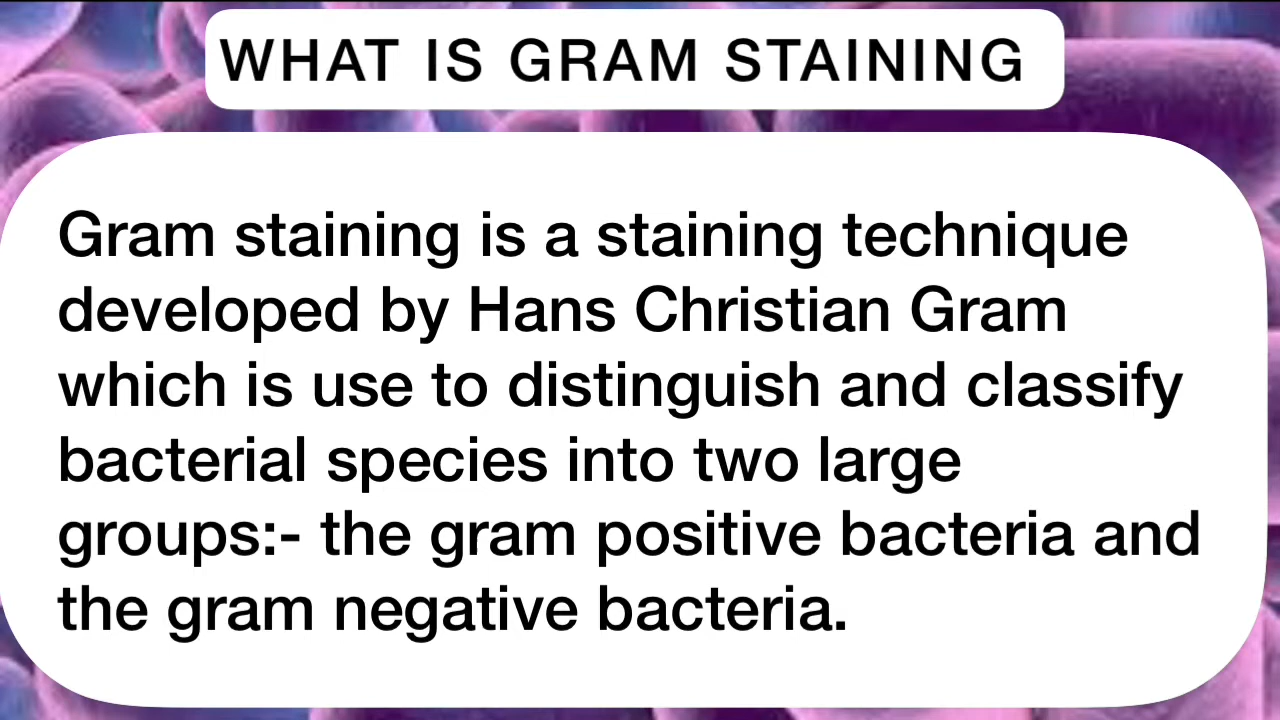 WHAT IS GRAM STAINING
Gram staining is a staining technique
developed by Hans Christian Gram
which is use to distinguish and classify
bacterial species into two large
groups:- the gram positive bacteria and
the gram negative bacteria.